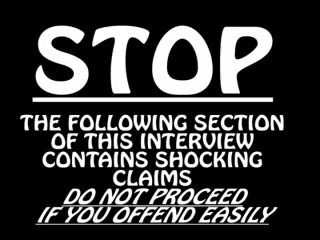 STOP
THE FOLLOWING SECTION
OF THIS INTERVIEW
CONTAINS SHOCKING
CLAIMS
DO NOT PROCEED
IF YOU OFFEND EASILY